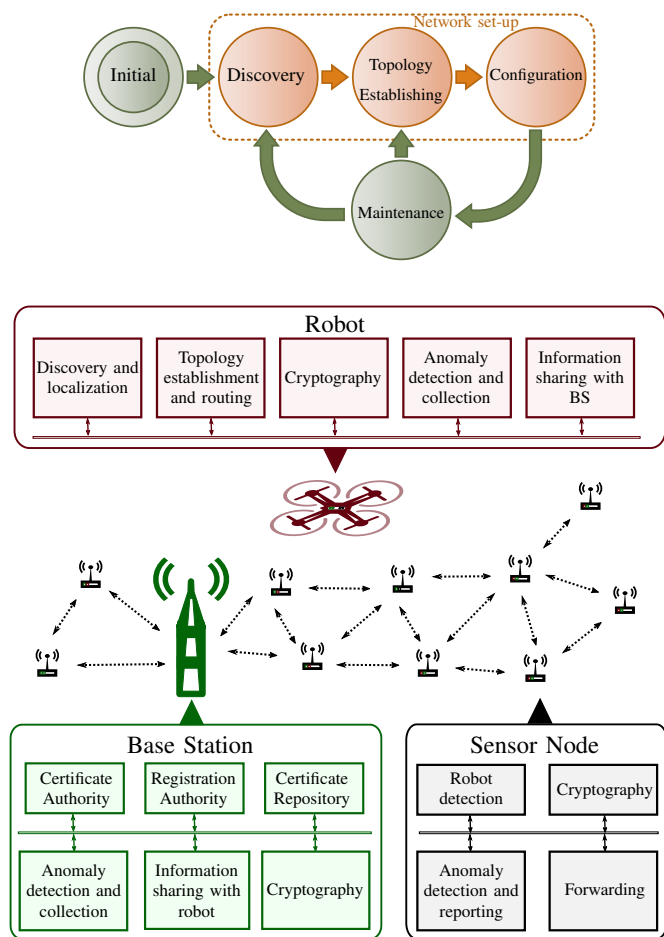 Network set-up
Initial
Discovery
Topology
Establishing
Configuration
Maintenance
Robot
Discovery and
localization
Topology
establishment
and routing
Cryptography
Anomaly
detection and
collection
Information
sharing with
BS
Base Station
Certificate
Authority
Registration
Authority
Certificate
Repository
Anomaly
detection and
collection
Information
sharing with
robot
Cryptography
Sensor Node
Robot
detection
Cryptography
Anomaly
detection and
reporting
Forwarding